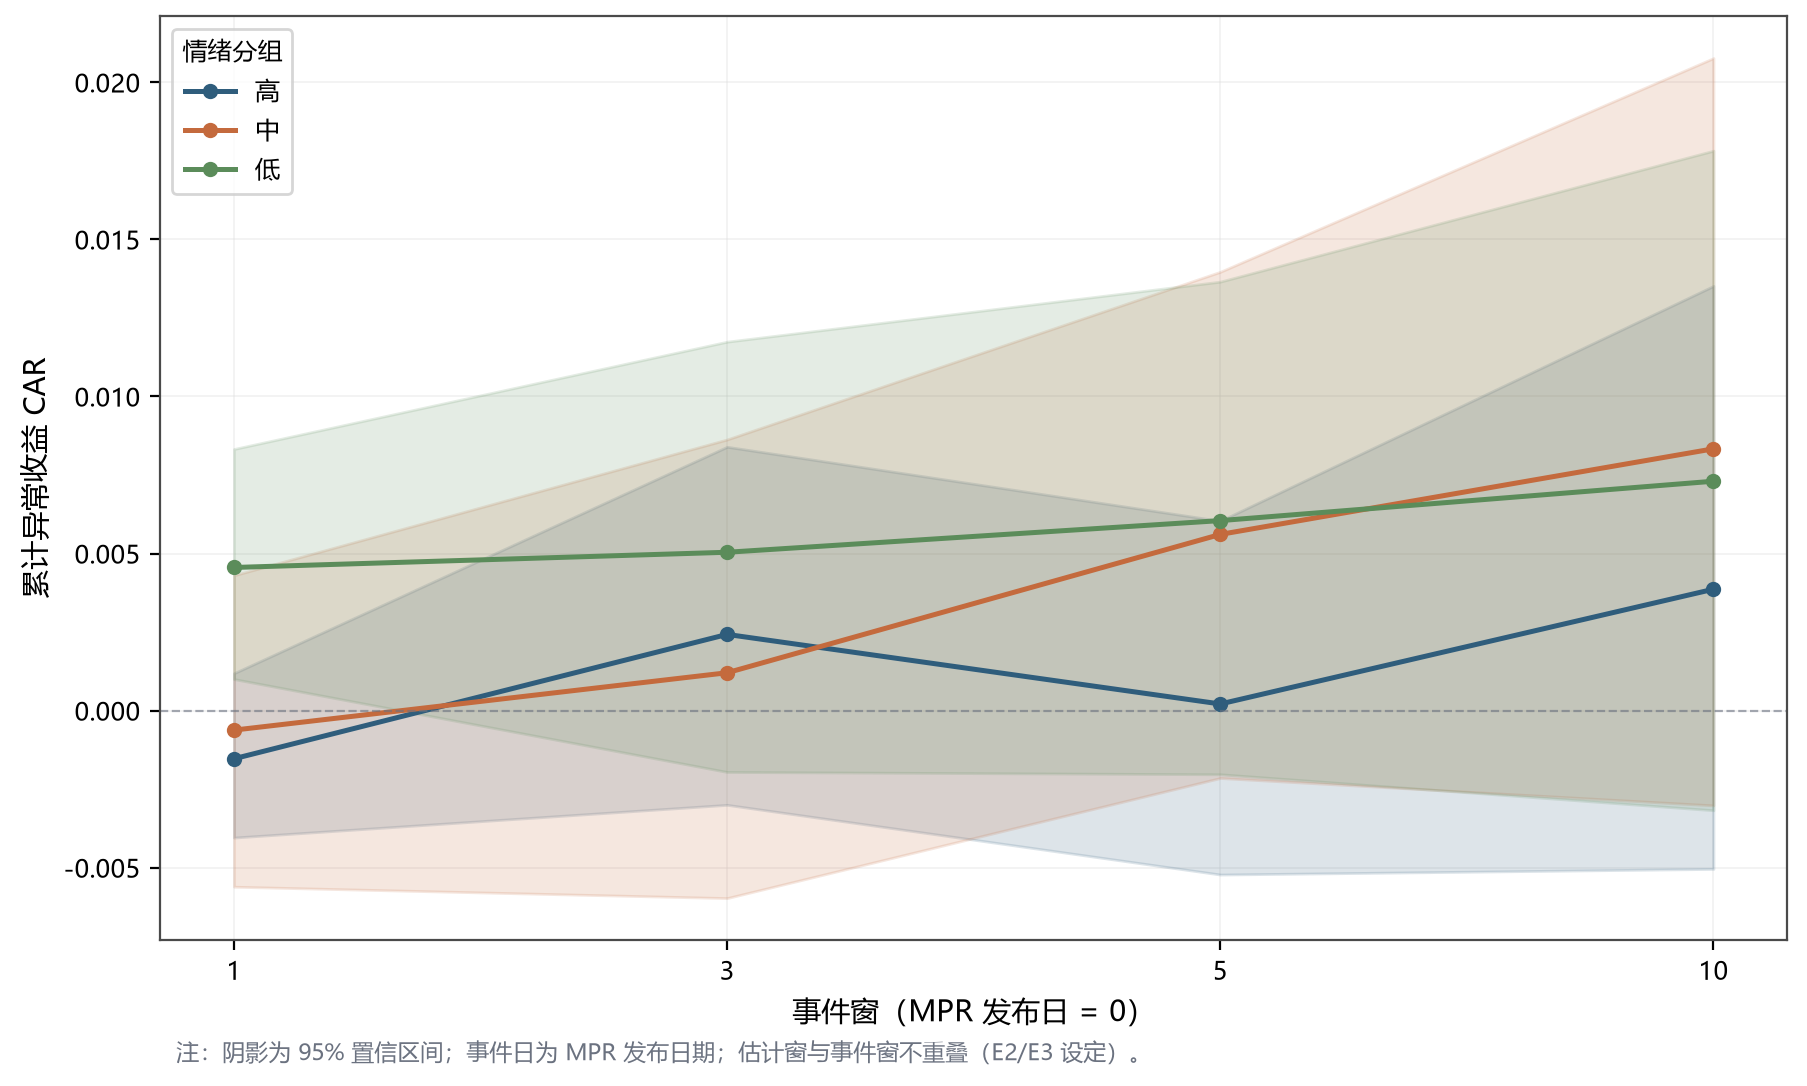 情绪分组
高
中
低
0.020
0.015
0.010
0.005
0.000
-0.005
累计异常收益 CAR
1 3 5 10
事件窗（MPR 发布日 = 0）
注：阴影为 95% 置信区间；事件日为 MPR 发布日期；估计窗与事件窗不重叠（E2/E3 设定）。